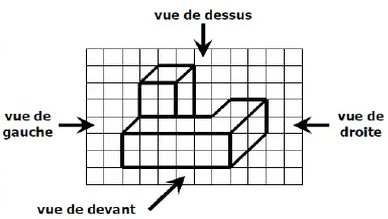 vue de dessus
vue de
gauche
vue de
droite
vue de devant